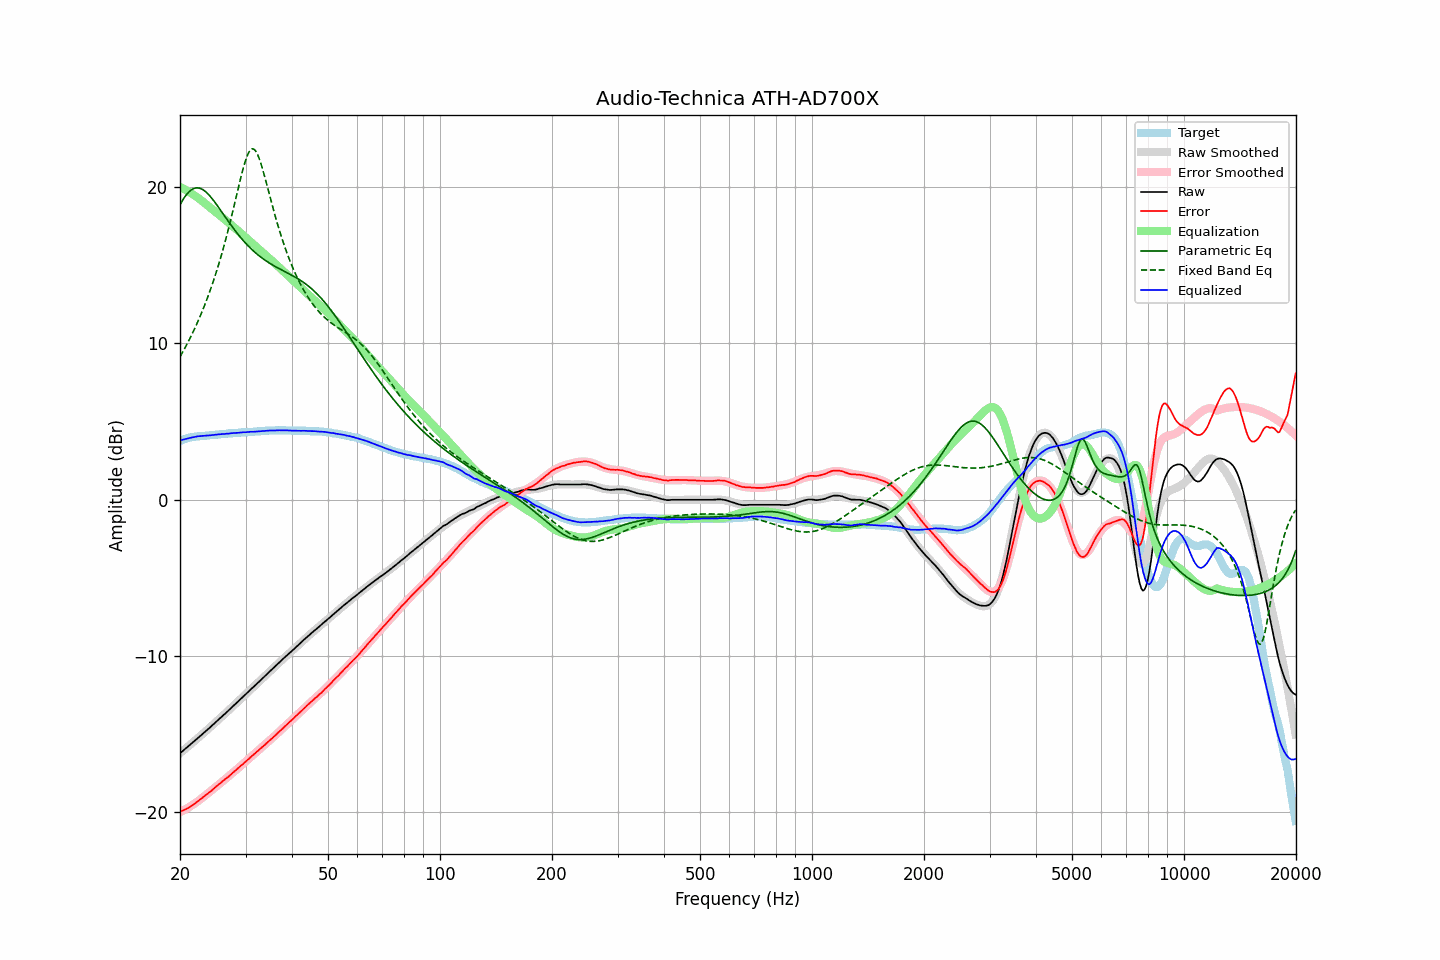 Audio-Technica ATH-AD700X
Target
Raw Smoothed
Error Smoothed
Raw
Error
Equalization
Parametric Eq
Fixed Band Eq
Equalized
20
10
0
−10
−20
Amplitude (dBr)
20
50
100
200
500
1000
2000
5000
10000
20000
Frequency (Hz)